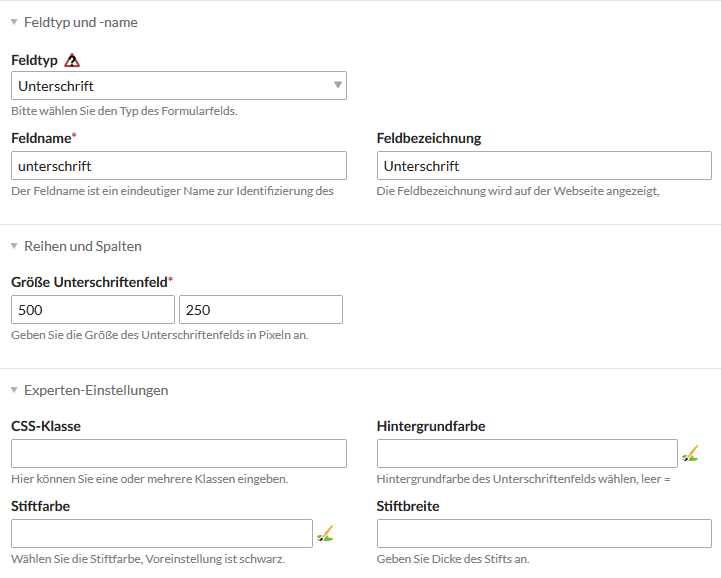 Feldtyp und -name
Feldtyp
Unterschrift
Bitte wählen Sie den Typ des Formularfelds.
Feldname* Feldbezeichnung
unterschrift Unterschrift
Der Feldname ist ein eindeutiger Name zur Identifizierung des Die Feldbezeichnung wird auf der Webseite angezeigt,
Reihen und Spalten
Größe Unterschriftenfeld*
500 250
Geben Sie die Größe des Unterschriftenfelds in Pixeln an.
Experten-Einstellungen
CSS-Klasse Hintergrundfarbe
Hier können Sie eine oder mehrere Klassen eingeben. Hintergrundfarbe des Unterschriftenfelds wählen, leer =
Stiftfarbe Stiftbreite
Wählen Sie die Stiftfarbe, Voreinstellung ist schwarz. Geben Sie Dicke des Stifts an.